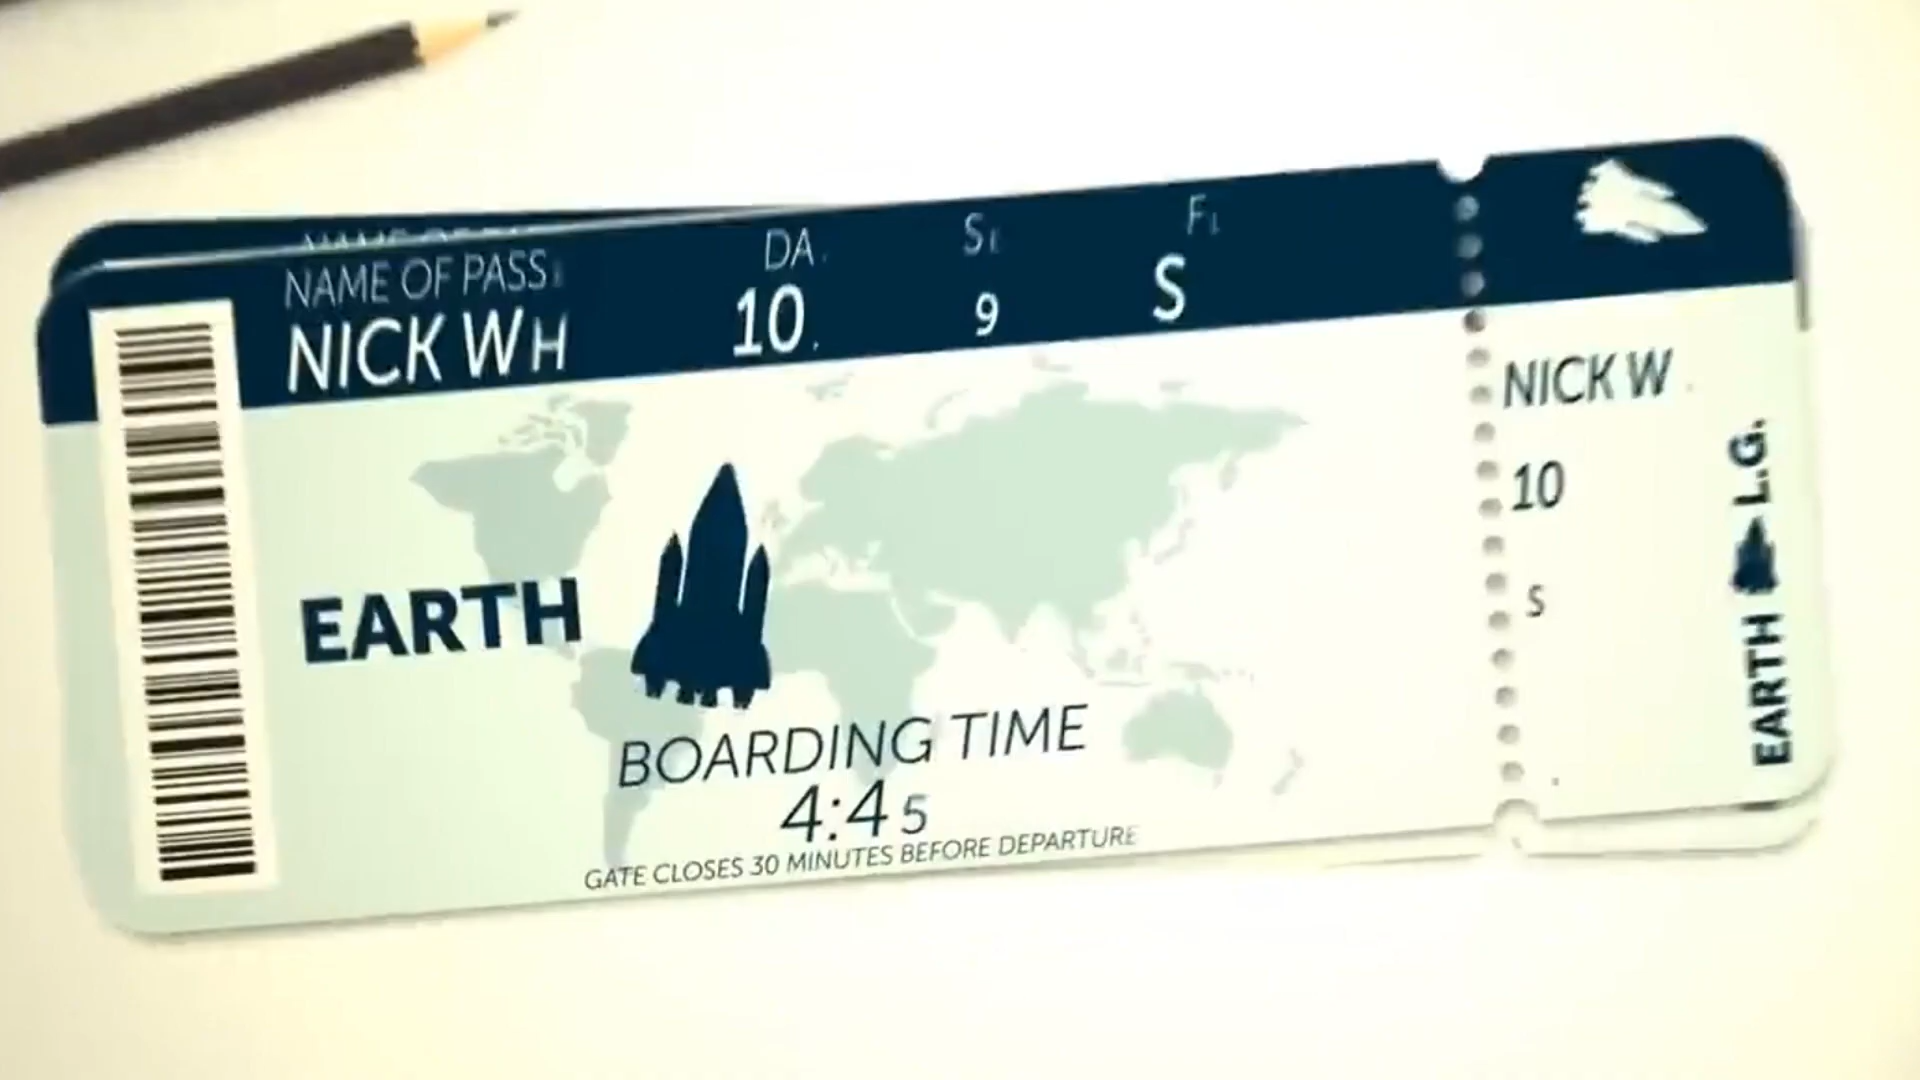 NAME OF PASS
NICK WH
DA
10.
9
S
EARTH
BOARDING TIME
4:45
GATE CLOSES 30 MINUTES BEFORE DEPARTURE
NICK W
10
S
EARTH L.G.